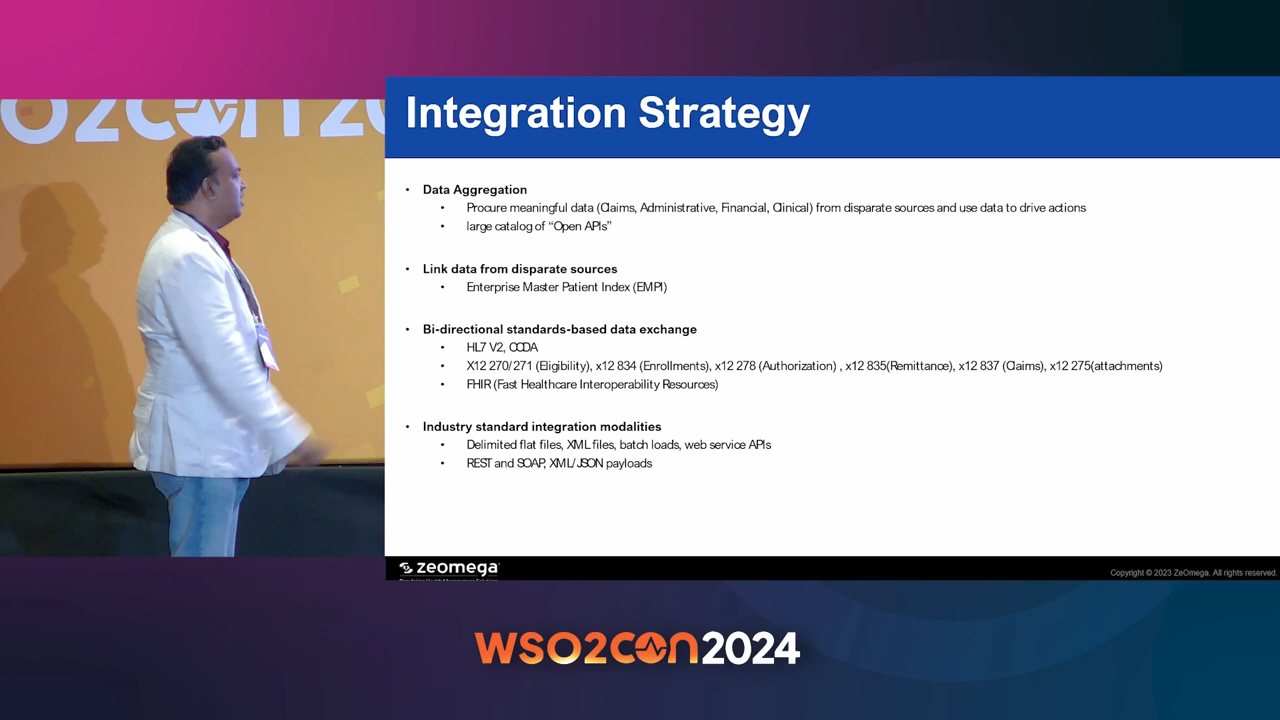 SO2CON 20
Integration Strategy
• Data Aggregation
• Procure meaningful data (Claims, Administrative, Financial, Clinical) from disparate sources and use data to drive actions
• large catalog of “Open APIs”
• Link data from disparate sources
• Enterprise Master Patient Index (EMPI)
• Bi-directional standards-based data exchange
• HL7 V2, CCDA
• X12 270/271 (Eligibility), x12 834 (Enrollments), x12 278 (Authorization) , x12 835(Remittance), x12 837 (Claims), x12 275(attachments)
• FHIR (Fast Healthcare Interoperability Resources)
• Industry standard integration modalities
• Delimited flat files, XML files, batch loads, web service APIs
• REST and SOAP, XML/JSON payloads
zeomega
Copyright © 2023 ZeOmega. All rights reserved.
WSO2CON2024